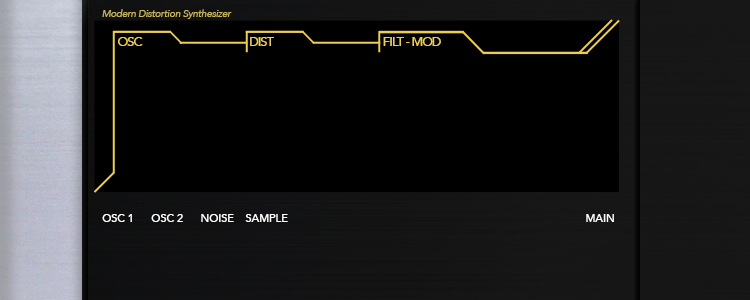 Modern Distortion Synthesizer
OSC DIST FILT - MOD
OSC 1 OSC 2 NOISE SAMPLE MAIN